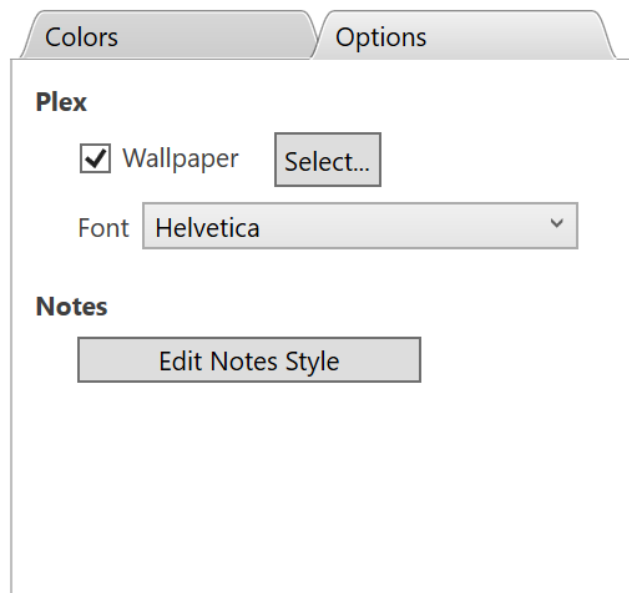 Colors Options
Plex
Wallpaper Select...
Font Helvetica
Notes
Edit Notes Style